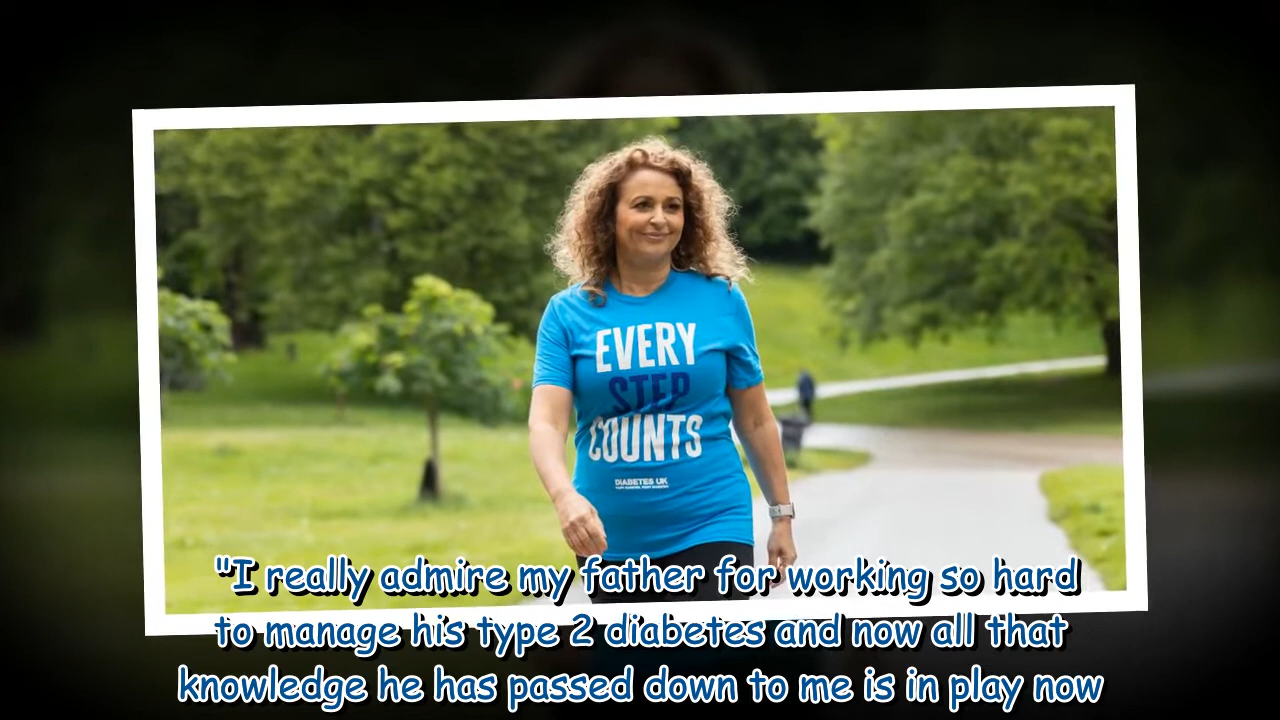 EVERY
STEP
COUNTS
DIABETES UK
"I really admire my father for working so hard
to manage his type 2 diabetes and now all that
knowledge he has passed down to me is in play now